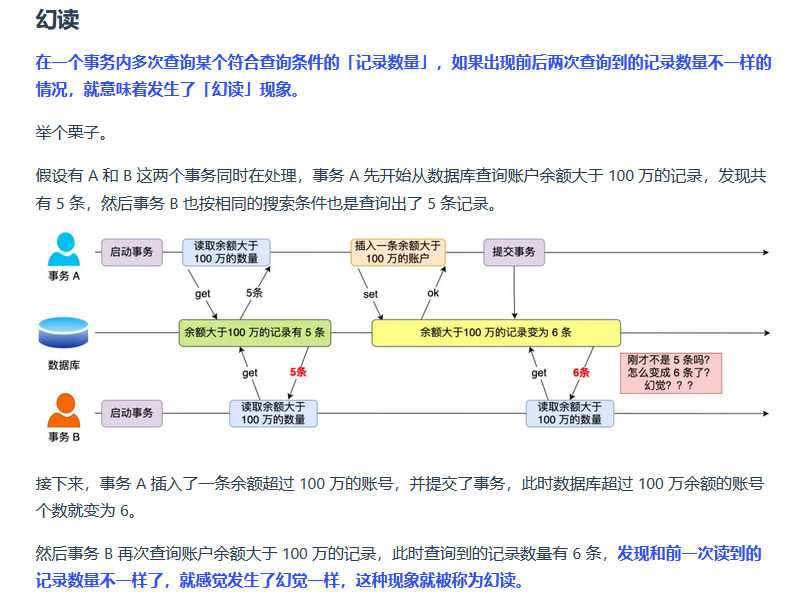 幻读
在一个事务内多次查询某个符合查询条件的「记录数量」，如果出现前后两次查询到的记录数量不一样的
情况，就意味着发生了「幻读」现象。
举个栗子。
假设有 A 和 B 这两个事务同时在处理，事务 A 先开始从数据库查询账户余额大于 100 万的记录，发现共
有 5 条，然后事务 B 也按相同的搜索条件也是查询出了 5 条记录。
事务 A
启动事务
读取余额大于
100 万的数量
插入一条余额大于
100 万的账户
提交事务
get
5条
set
ok
数据库
余额大于100 万的记录有 5 条
余额大于100 万的记录变为 6 条
get
5条
get
6条
刚才不是 5 条吗?
怎么变成 6 条了?
幻觉? ? ?
事务 B
启动事务
读取余额大于
100 万的数量
读取余额大于
100 万的数量
接下来，事务 A 插入了一条余额超过 100 万的账号，并提交了事务，此时数据库超过 100 万余额的账号
个数就变为 6。
然后事务 B 再次查询账户余额大于 100 万的记录，此时查询到的记录数量有 6 条，发现和前一次读到的
记录数量不一样了，就感觉发生了幻觉一样，这种现象就被称为幻读。